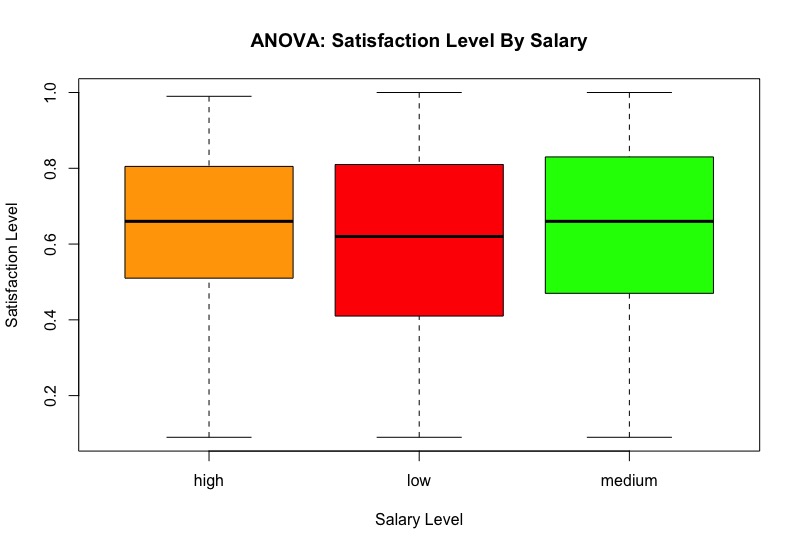 ANOVA: Satisfaction Level By Salary
Satisfaction Level
1.0
0.8
0.6
0.4
0.2
high low medium
Salary Level